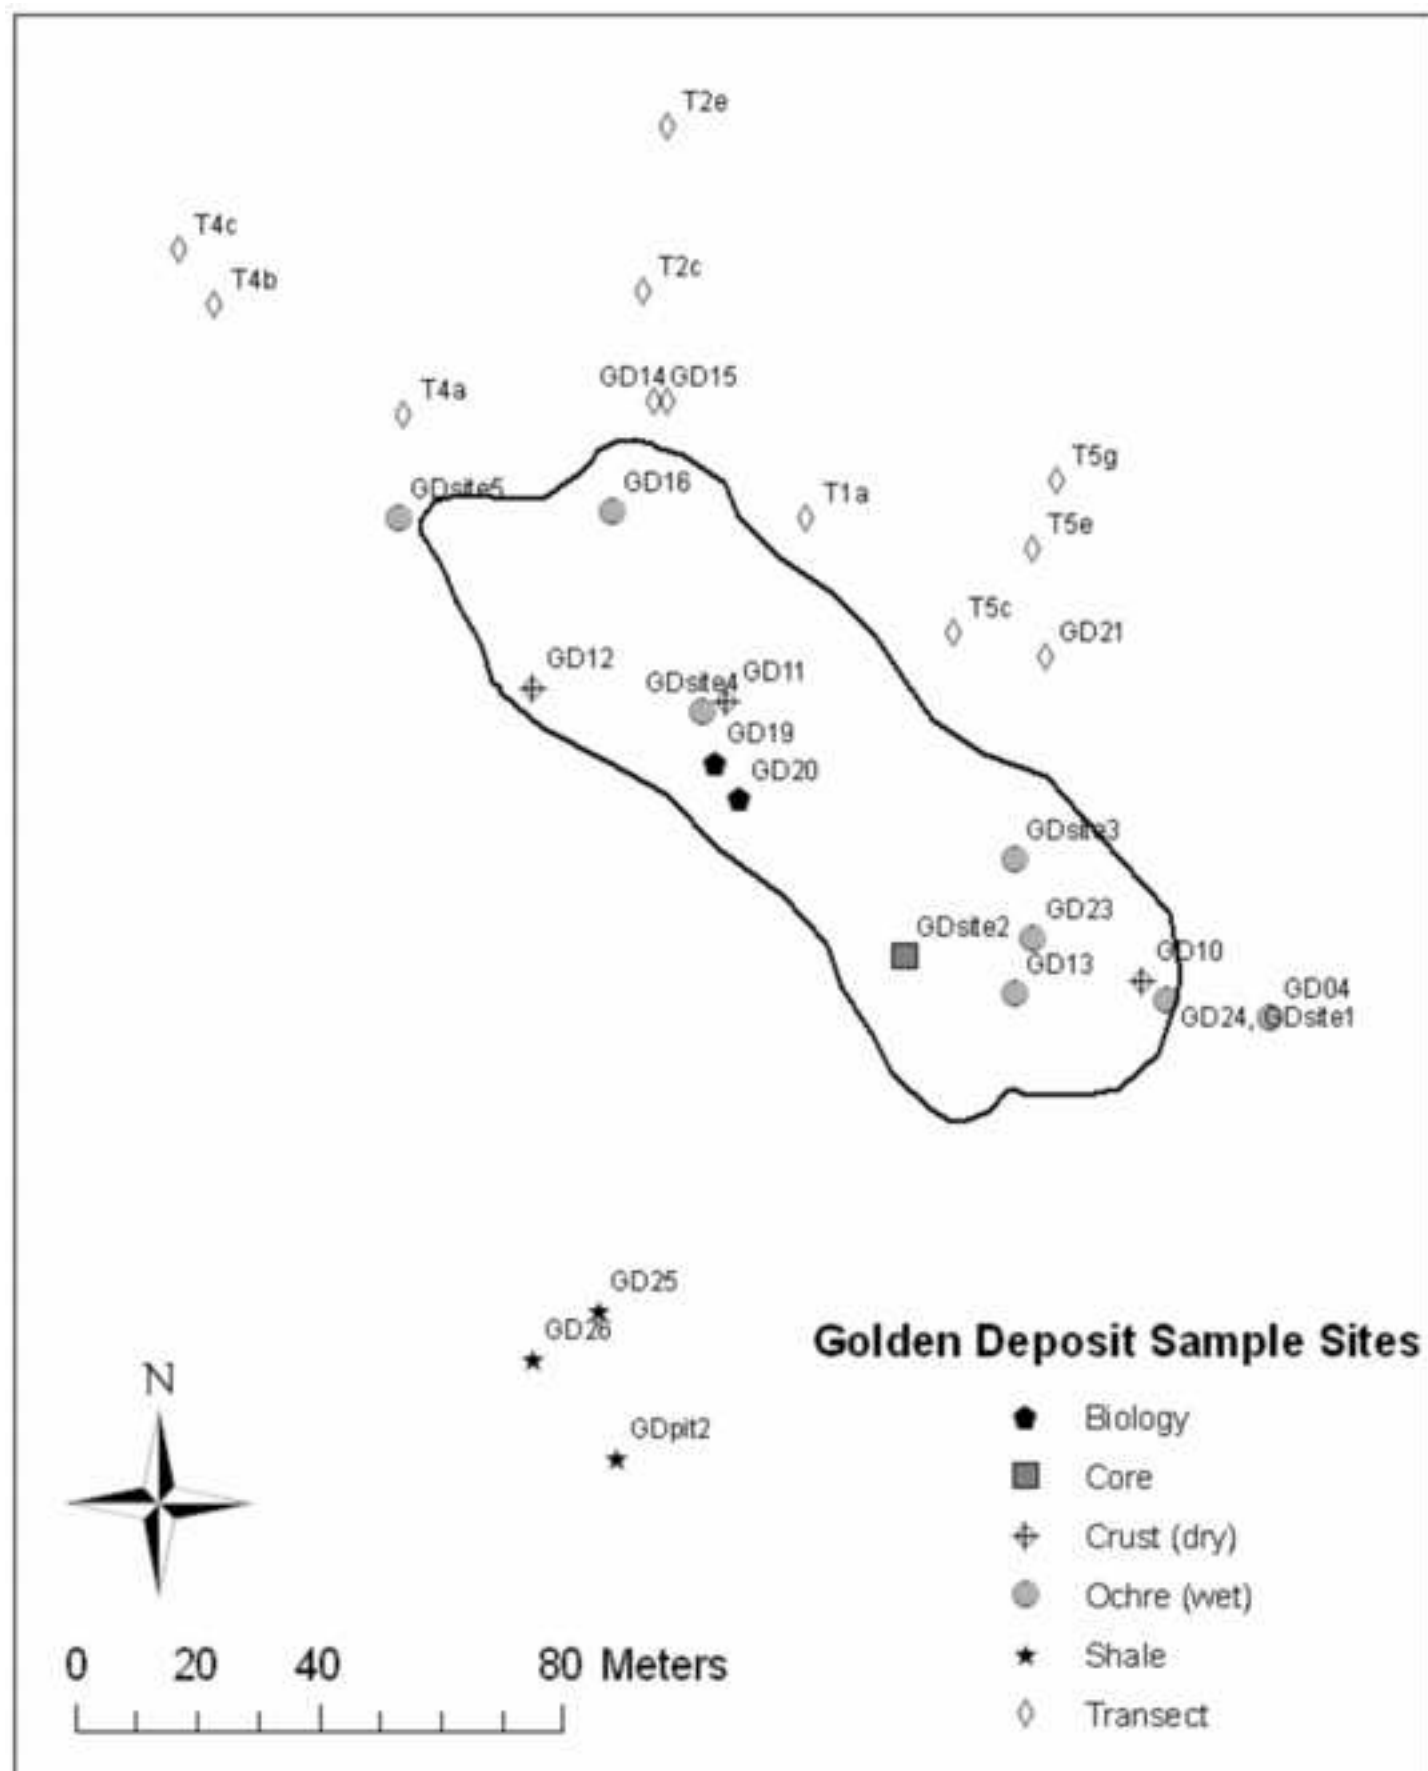 T2e
T4c
T4b
T2c
GD14 GD15
T4a
T5g
GDsite5
GD16
T1a
T5e
T5c
GD21
GD12
GD11
GDsite4
GD19
GD20
GDsite3
GD23
GDsite2
GD10
GD13
GD04
GD24, GDsite1
GD25
GD26
Golden Deposit Sample Sites
N
Biology
GDpit2
Core
Crust (dry)
Ochre (wet)
0 20 40 80 Meters
Shale
Transect